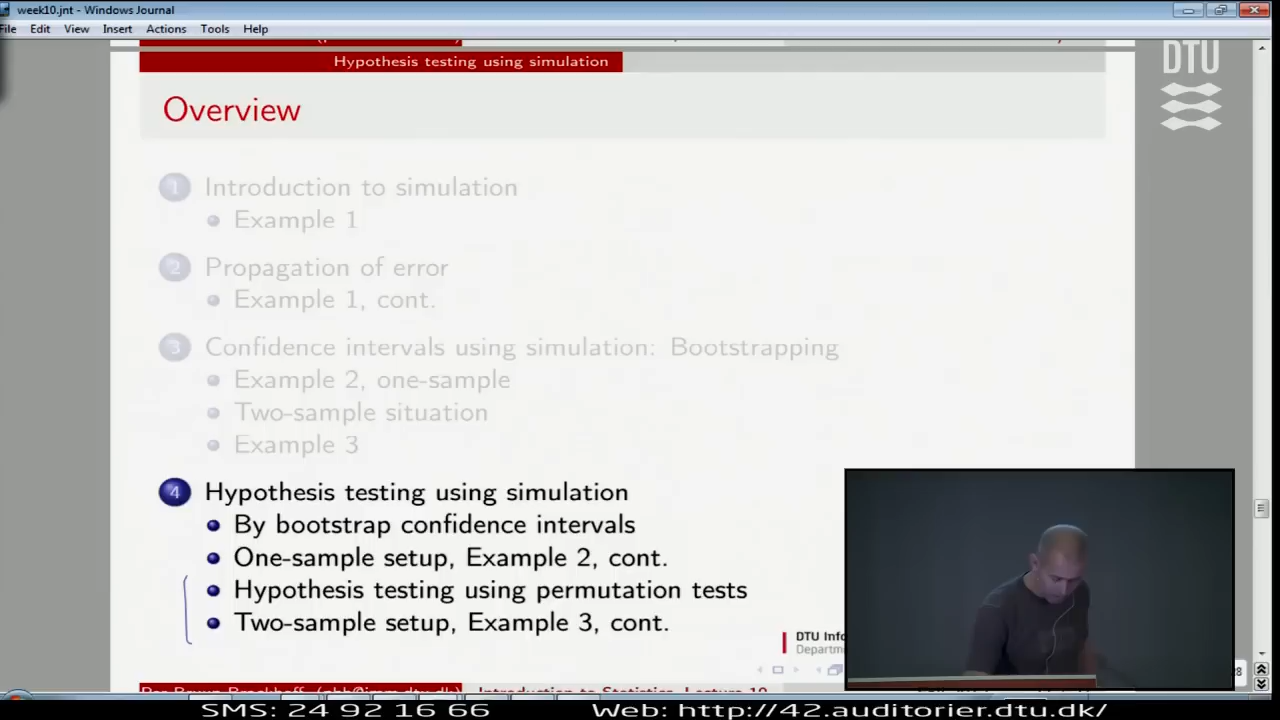 week10.jnt - Windows Journal
File Edit View Insert Actions Tools Help
Hypothesis testing using simulation
DTU
Overview
1 Introduction to simulation
Example 1
2 Propagation of error
Example 1, cont.
3 Confidence intervals using simulation: Bootstrapping
Example 2, one-sample
Two-sample situation
Example 3
4 Hypothesis testing using simulation
By bootstrap confidence intervals
One-sample setup, Example 2, cont.
Hypothesis testing using permutation tests
Two-sample setup, Example 3, cont.
DTU Info
Departm
Introduction to Statistics, Lecture 10
SMS: 24 92 16 66 Web: http://42.auditorier.dtu.dk/